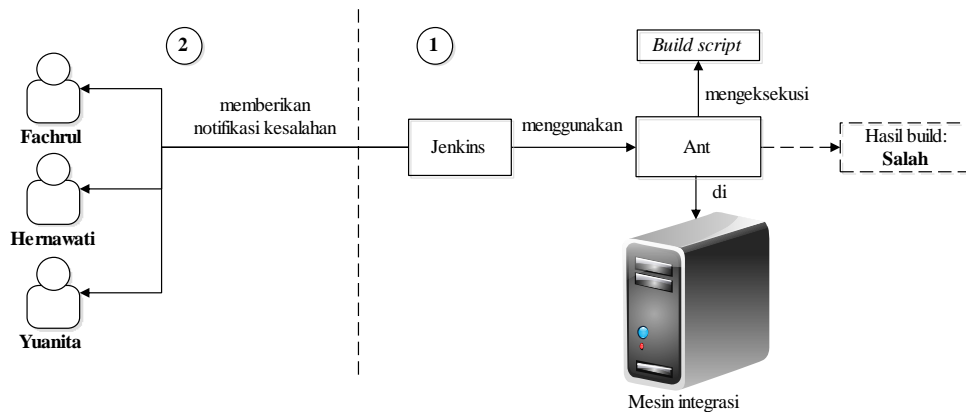 2
1
Build script
mengeksekusi
memberikan
notifikasi kesalahan
Jenkins
menggunakan
Ant
Hasil build:
Salah
di
Fachrul
Hernawati
Yuanita
Mesin integrasi